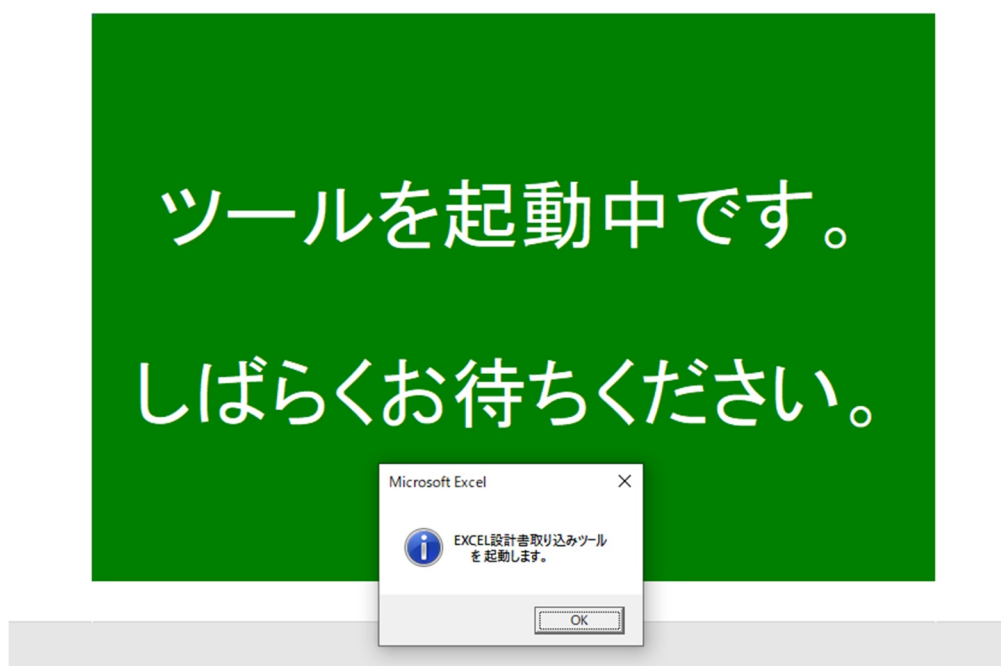 ツールを起動中です。
しばらくお待ちください。
Microsoft Excel
EXCEL設計書取り込みツール
を 起動します。
OK